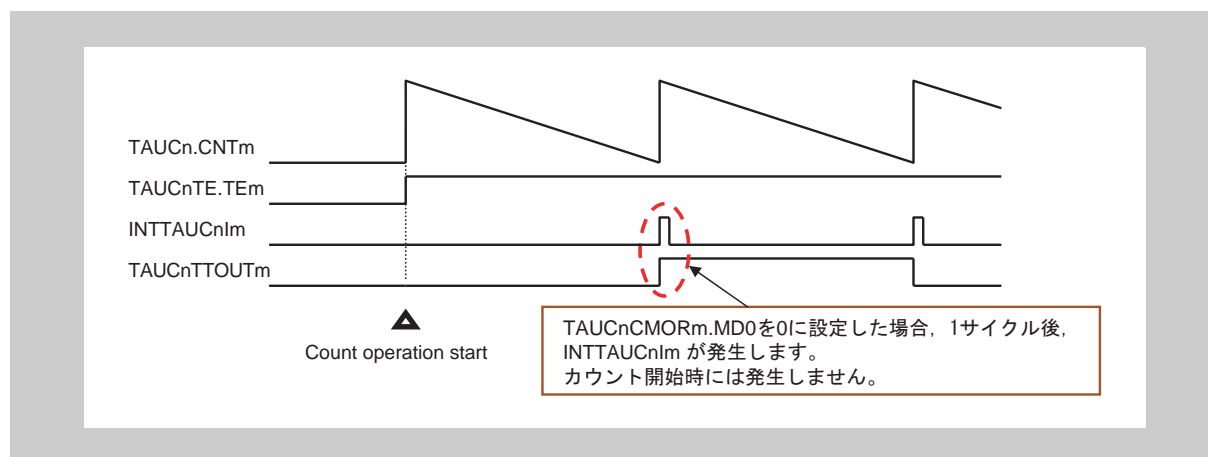 TAUCn.CNTm
TAUCnTE.TEm
INTTAUCnIm
TAUCnTTOUTm
Count operation start
TAUCnCMORm.MD0を0に設定した場合，1サイクル後，
INTTAUCnIm が発生します。
カウント開始時には発生しません。